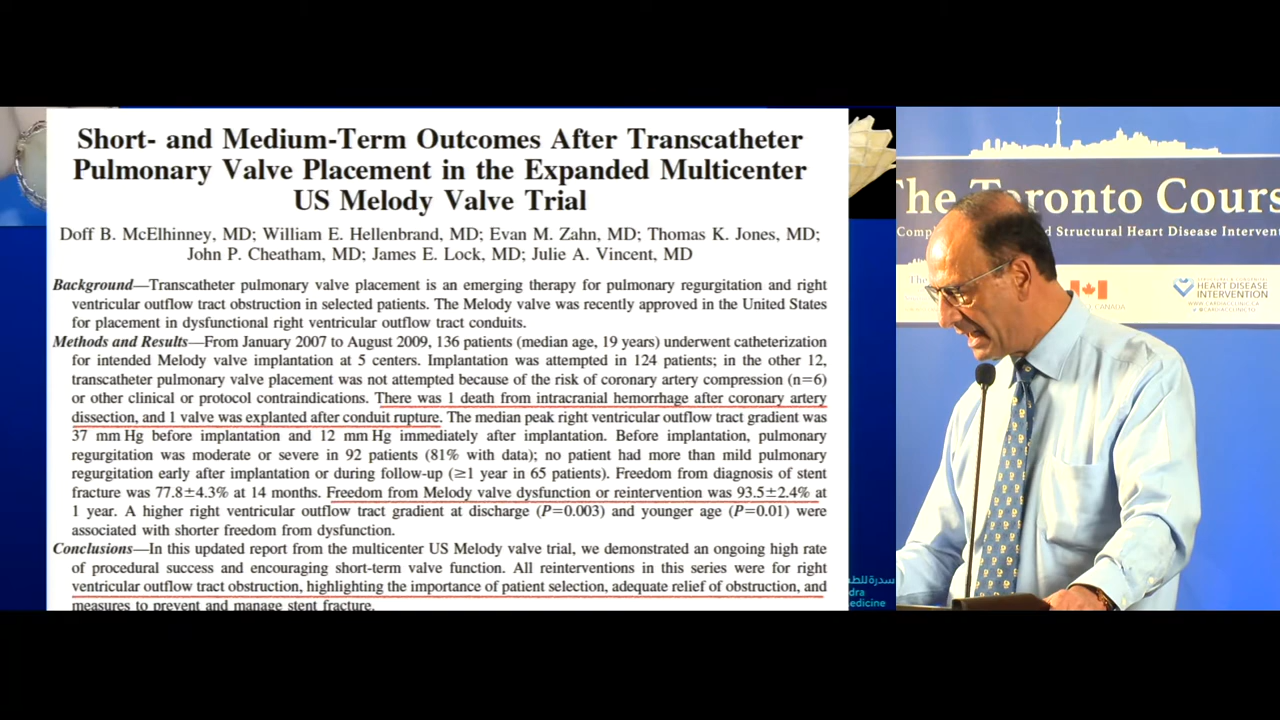 Short- and Medium-Term Outcomes After Transcatheter
Pulmonary Valve Placement in the Expanded Multicenter
US Melody Valve Trial
Doff B. McElhinney, MD; William E. Hellenbrand, MD; Evan M. Zahn, MD; Thomas K. Jones, MD;
John P. Cheatham, MD; James E. Lock, MD; Julie A. Vincent, MD
Background—Transcatheter pulmonary valve placement is an emerging therapy for pulmonary regurgitation and right
ventricular outflow tract obstruction in selected patients. The Melody valve was recently approved in the United States
for placement in dysfunctional right ventricular outflow tract conduits.
Methods and Results—From January 2007 to August 2009, 136 patients (median age, 19 years) underwent catheterization
for intended Melody valve implantation at 5 centers. Implantation was attempted in 124 patients; in the other 12,
transcatheter pulmonary valve placement was not attempted because of the risk of coronary artery compression (n=6)
or other clinical or protocol contraindications. There was 1 death from intracranial hemorrhage after coronary artery
dissection, and 1 valve was explanted after conduit rupture. The median peak right ventricular outflow tract gradient was
37 mm Hg before implantation and 12 mm Hg immediately after implantation. Before implantation, pulmonary
regurgitation was moderate or severe in 92 patients (81% with data); no patient had more than mild pulmonary
regurgitation early after implantation or during follow-up (≥1 year in 65 patients). Freedom from diagnosis of stent
fracture was 77.8±4.3% at 14 months. Freedom from Melody valve dysfunction or reintervention was 93.5±2.4% at
1 year. A higher right ventricular outflow tract gradient at discharge (P=0.003) and younger age (P=0.01) were
associated with shorter freedom from dysfunction.
Conclusions—In this updated report from the multicenter US Melody valve trial, we demonstrated an ongoing high rate
of procedural success and encouraging short-term valve function. All reinterventions in this series were for right
ventricular outflow tract obstruction, highlighting the importance of patient selection, adequate relief of obstruction, and
measures to prevent and manage stent fracture.
سدرة للط
dra
edicine
The Toronto Cours
Comp
d Structural Heart Disease Interven
The
CANADA
HEART DISEASE
INTERVENTION